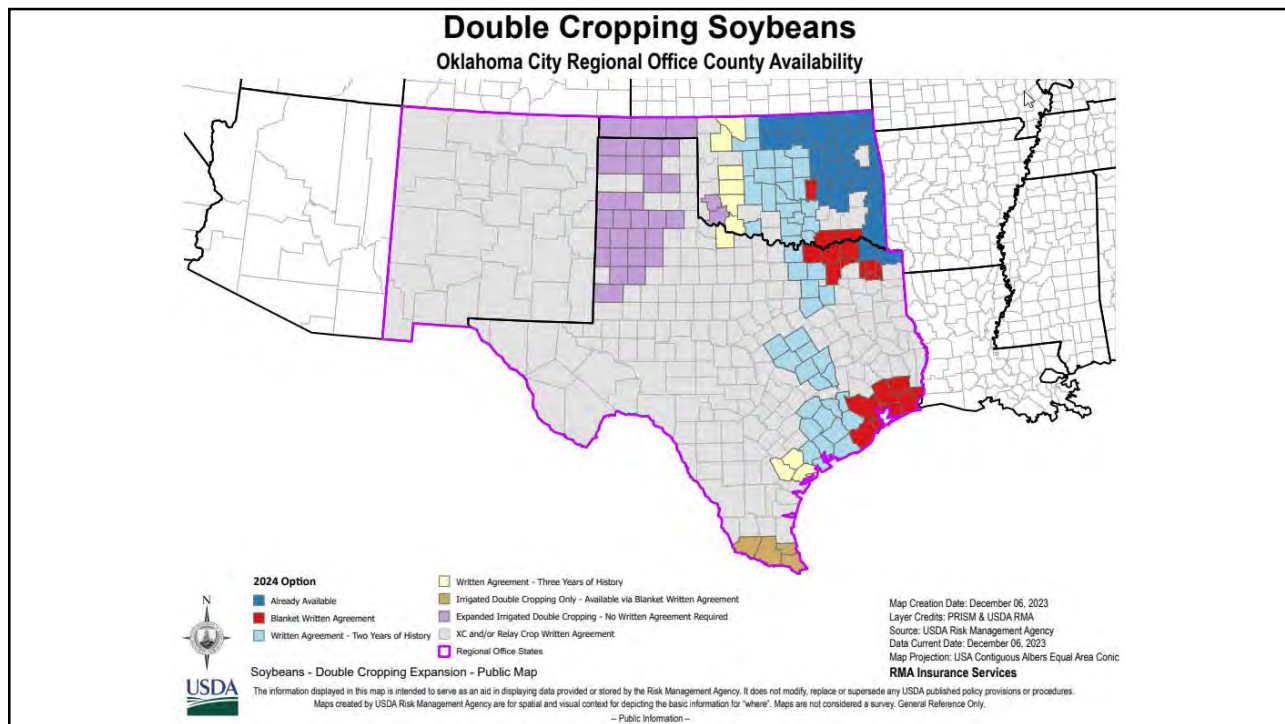 Double Cropping Soybeans
Oklahoma City Regional Office County Availability
N
2024 Option
Already Available
Blanket Written Agreement
Written Agreement - Two Years of History
Written Agreement - Three Years of History
Irrigated Double Cropping Only - Available via Blanket Written Agreement
Expanded Irrigated Double Cropping - No Written Agreement Required
XC and/or Relay Crop Written Agreement
Regional Office States
Map Creation Date: December 06, 2023
Layer Credits: PRISM & USDA RMA
Source: USDA Risk Management Agency
Data Current Date: December 06, 2023
Map Projection: USA Contiguous Albers Equal Area Conic
RMA Insurance Services
Soybeans - Double Cropping Expansion - Public Map
USDA
The information displayed in this map is intended to serve as an aid in displaying data provided or stored by the Risk Management Agency. It does not modify, replace or supersede any USDA published policy provisions or procedures.
Maps created by USDA Risk Management Agency are for spatial and visual context for depicting the basic information for "where". Maps are not considered a survey. General Reference Only.
-- Public Information --